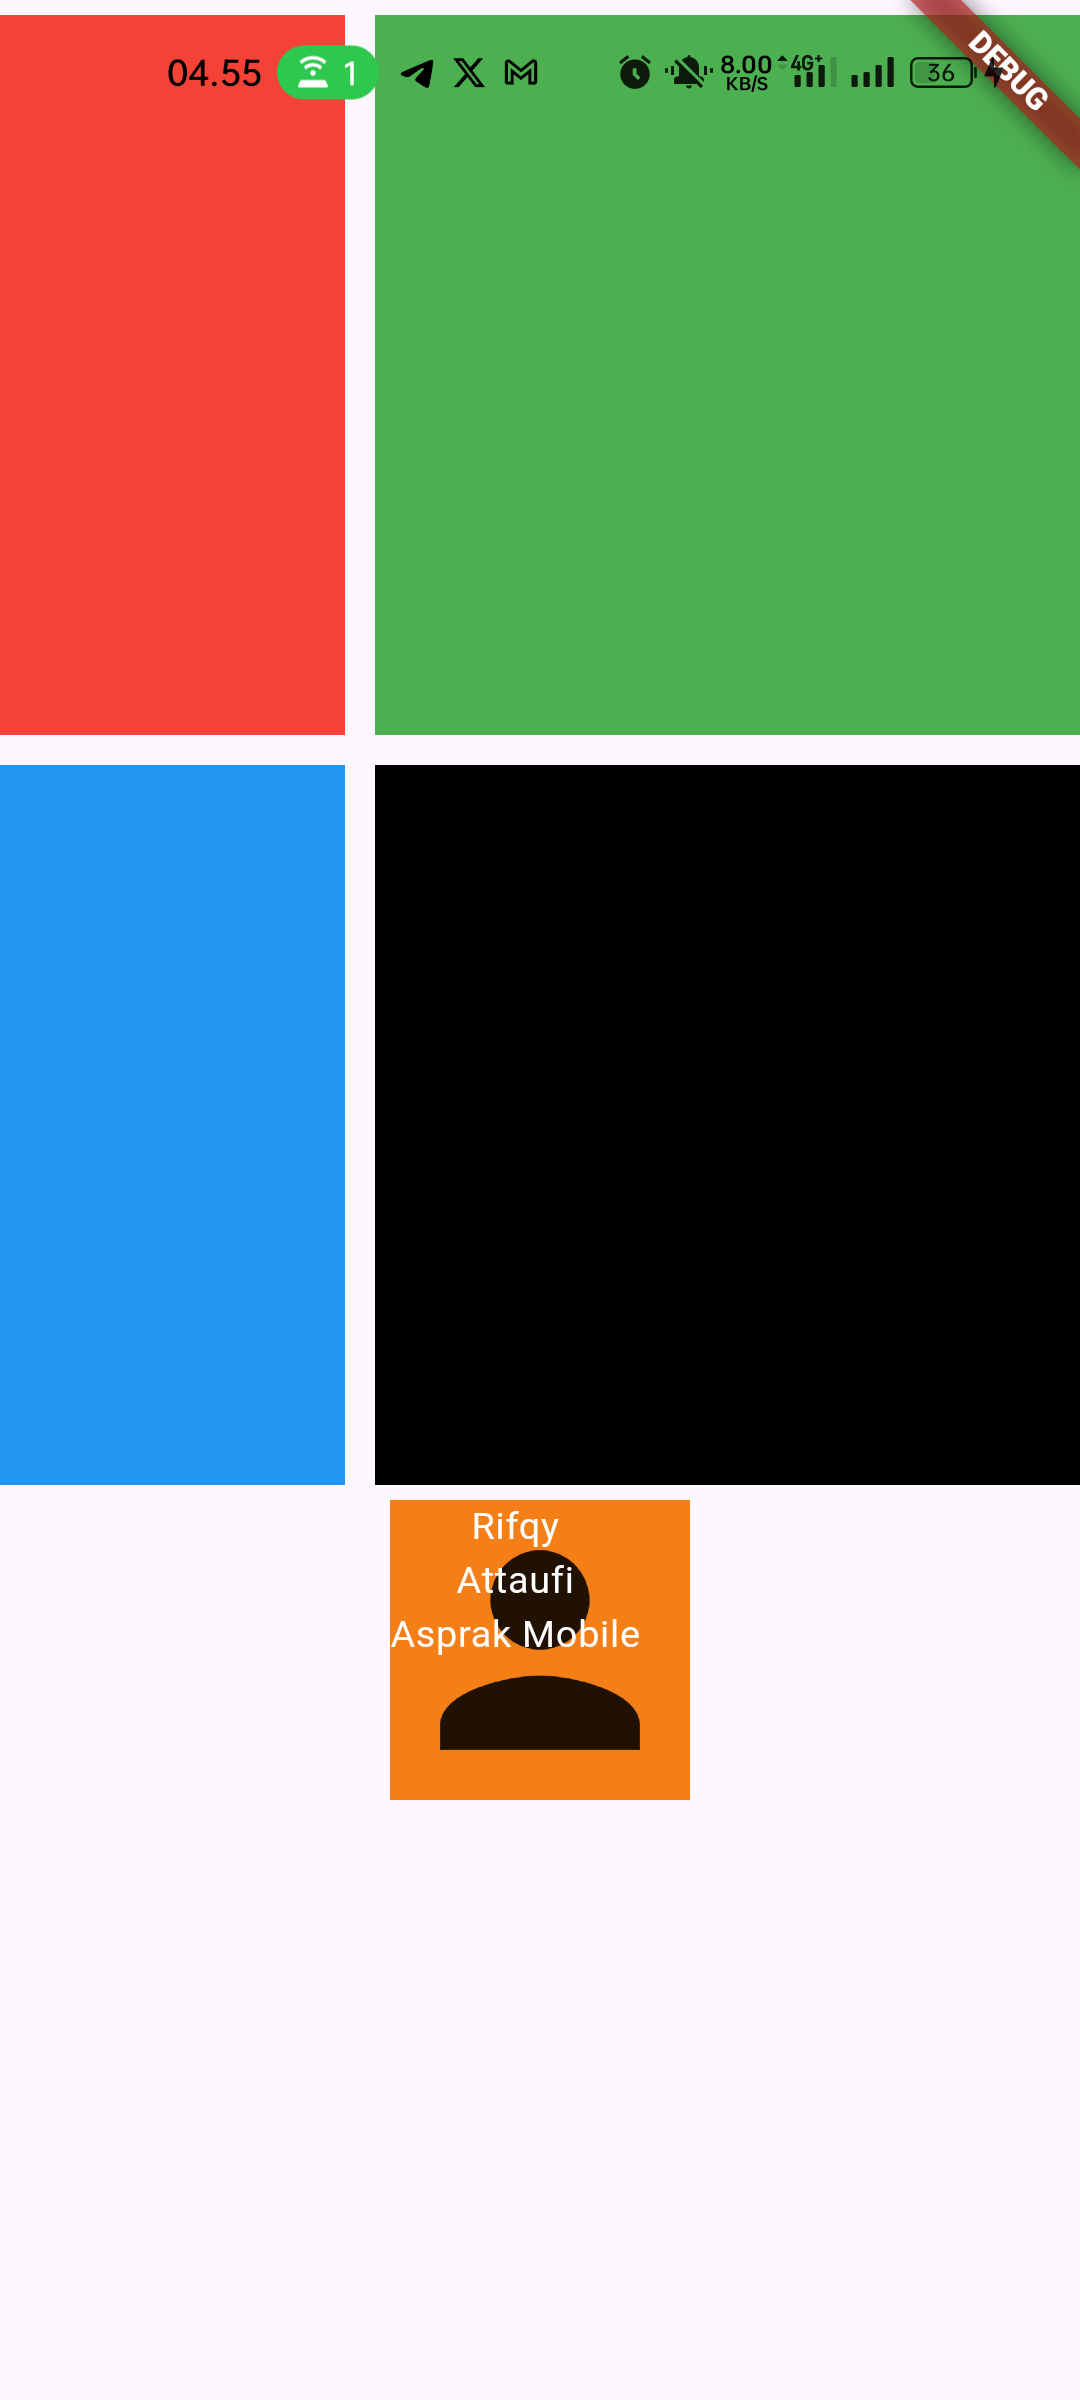 04.55 1 8.00 4G+ 36
KB/S
DEBUG
Rifqy
Attaufi
Asprak Mobile